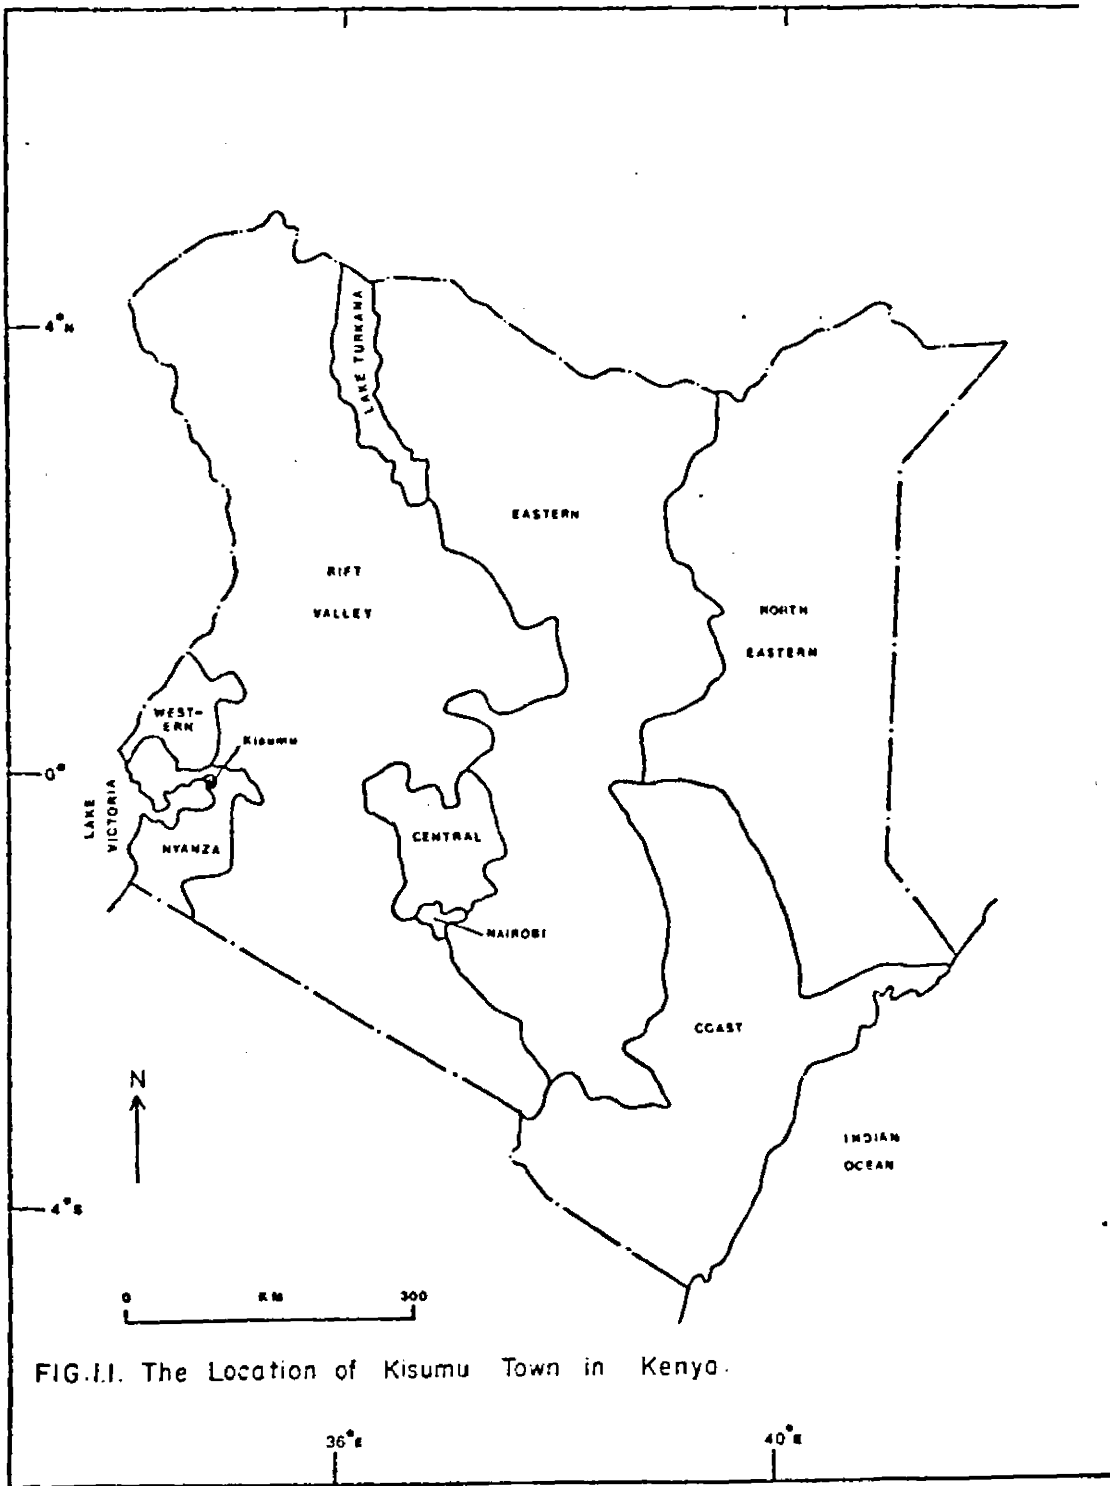 4°N
LAKE TURKANA
EASTERN
RIFT
VALLEY
NORTH
EASTERN
WEST-
ERN
Kisumu
0°
LAKE
VICTORIA
NYANZA
CENTRAL
NAIROBI
COAST
N
INDIAN
OCEAN
4°S
0 KM 300
FIG.1.1. The Location of Kisumu Town in Kenya.
36°E
40°E